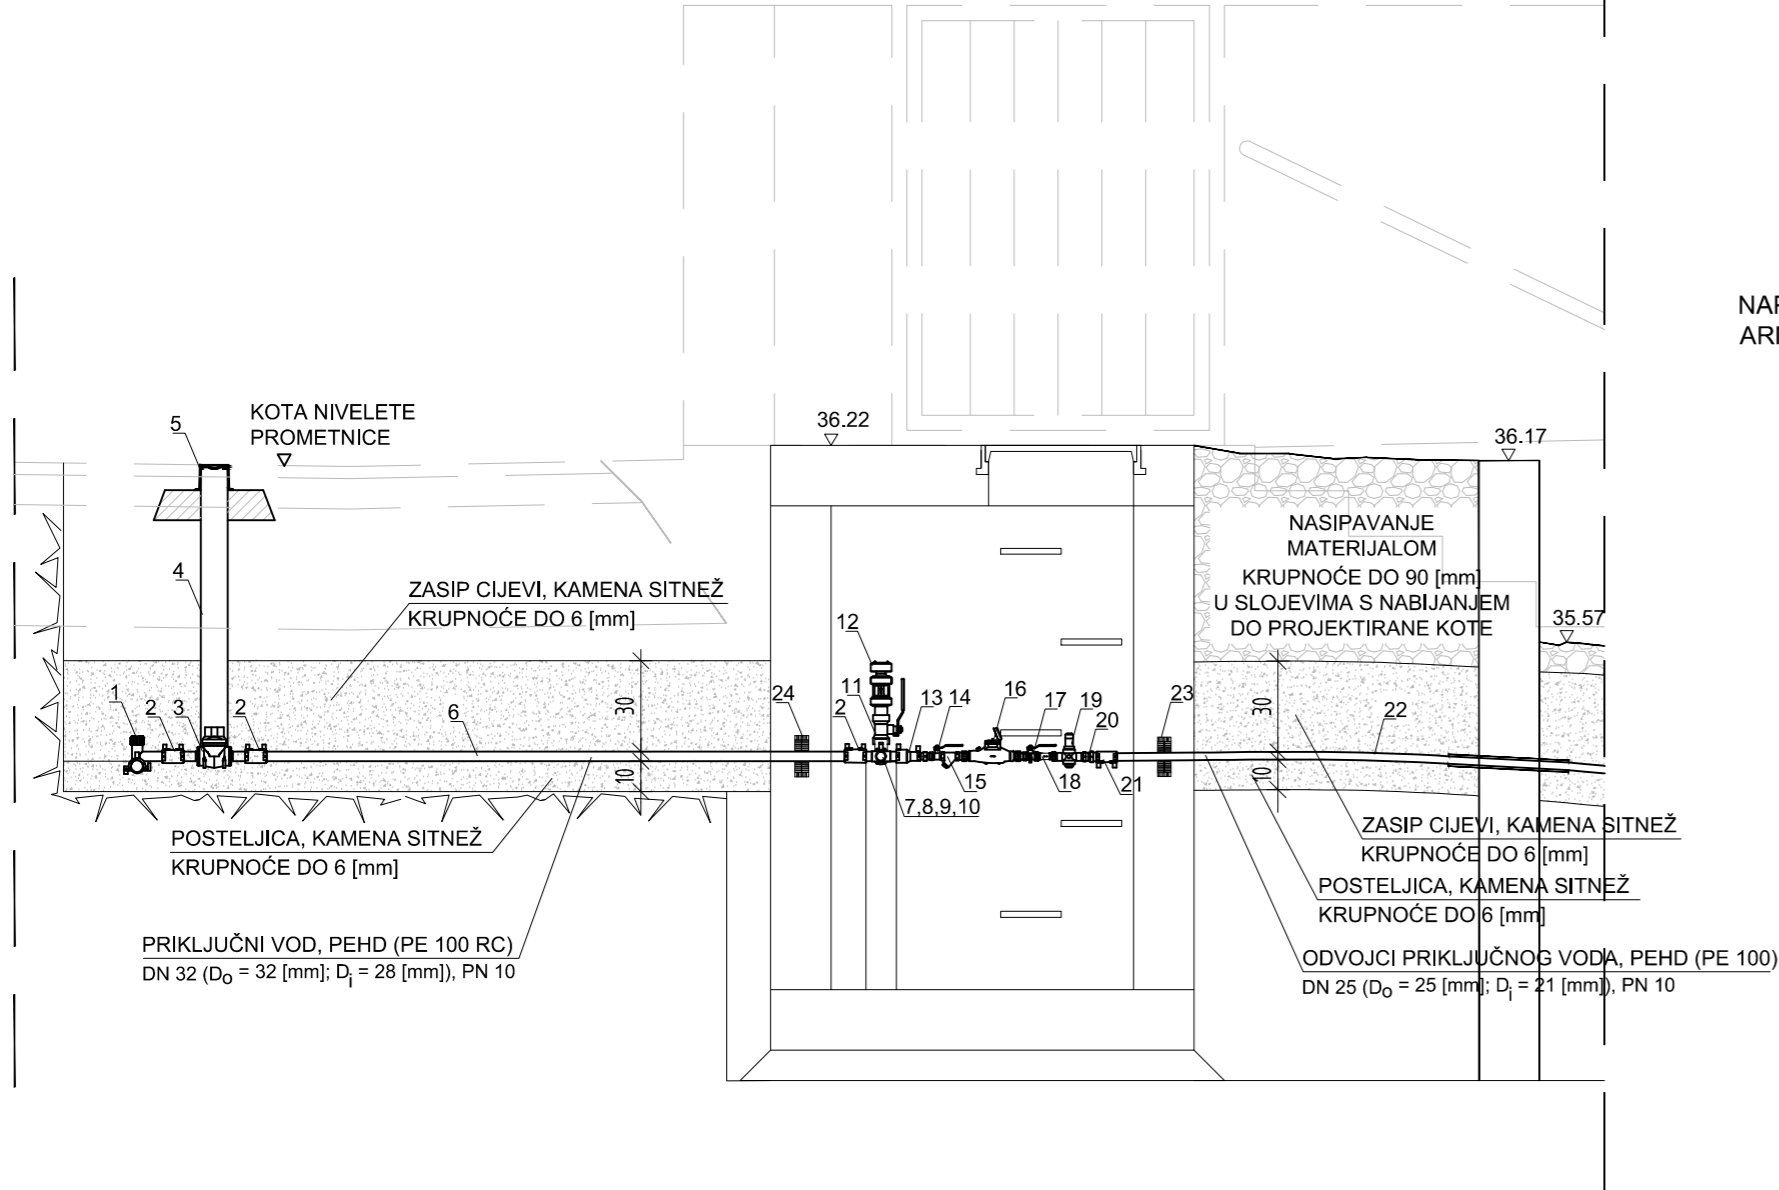 NAP
ARI
KOTA NIVELETE
PROMETNICE
5
36.22
36.17
NASIPAVANJE
MATERIJALOM
KRUPNOĆE DO 90 [mm]
U SLOJEVIMA S NABIJANJEM
DO PROJEKTIRANE KOTE
35.57
4
ZASIP CIJEVI, KAMENA SITNEŽ
KRUPNOĆE DO 6 [mm]
12
1
2
3
2
6
30
24
11
2
13
14
16
17
19
20
23
30
22
10
15
18
21
10
7,8,9,10
POSTELJICA, KAMENA SITNEŽ
KRUPNOĆE DO 6 [mm]
ZASIP CIJEVI, KAMENA SITNEŽ
KRUPNOĆE DO 6 [mm]
POSTELJICA, KAMENA SITNEŽ
KRUPNOĆE DO 6 [mm]
PRIKLJUČNI VOD, PEHD (PE 100 RC)
DN 32 (Do = 32 [mm]; Di = 28 [mm]), PN 10
ODVOJCI PRIKLJUČNOG VODA, PEHD (PE 100)
DN 25 (Do = 25 [mm]; Di = 21 [mm]), PN 10